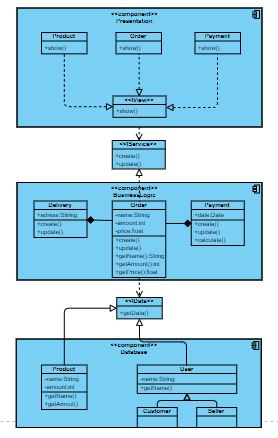 <<component>>
Presentation
Product
+show()
Order
+show()
Payment
+show()
<<IView>>
+show()
<<IService>>
+create()
+update()
<<component>>
BusinessLogic
Delivery
+adress:String
+create()
+update()
Order
-name:String
-amount:int
-price:float
+create()
+update()
+getName():String
+getAmount():int
+getPrice():float
Payment
+date:Date
+create()
+update()
+calculate()
<<IData>>
+getData()
<<component>>
Database
Product
-name:String
-amount:int
+getName()
+getAmout()
User
-name:String
+getName()
Customer
Seller